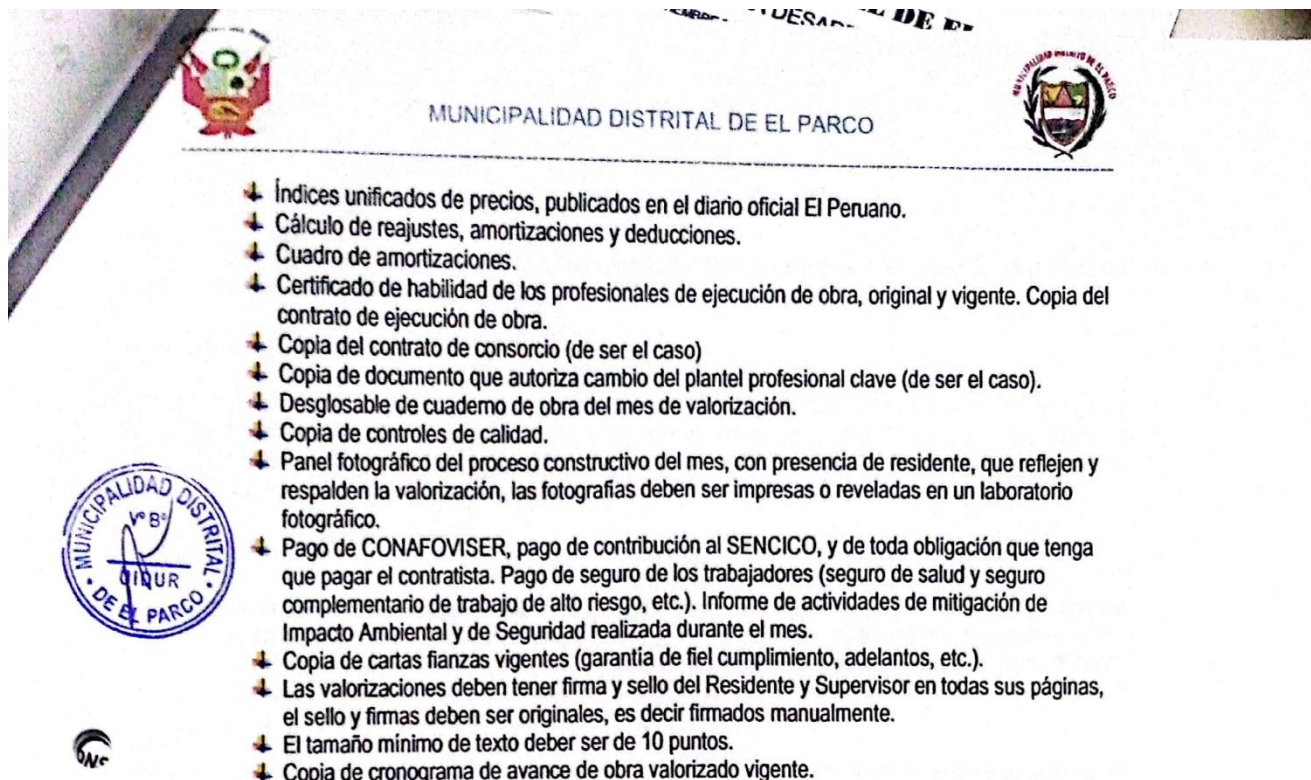 DE
MUNICIPALIDAD DISTRITAL DE EL PARCO
Índices unificados de precios, publicados en el diario oficial El Peruano.
Cálculo de reajustes, amortizaciones y deducciones.
Cuadro de amortizaciones.
Certificado de habilidad de los profesionales de ejecución de obra, original y vigente. Copia del
contrato de ejecución de obra.
Copia del contrato de consorcio (de ser el caso)
Copia de documento que autoriza cambio del plantel profesional clave (de ser el caso).
Desglosable de cuaderno de obra del mes de valorización.
Copia de controles de calidad.
Panel fotográfico del proceso constructivo del mes, con presencia de residente, que reflejen y
respalden la valorización, las fotografías deben ser impresas o reveladas en un laboratorio
fotográfico.
Pago de CONAFOVISER, pago de contribución al SENCICO, y de toda obligación que tenga
que pagar el contratista. Pago de seguro de los trabajadores (seguro de salud y seguro
complementario de trabajo de alto riesgo, etc.). Informe de actividades de mitigación de
Impacto Ambiental y de Seguridad realizada durante el mes.
Copia de cartas fianzas vigentes (garantía de fiel cumplimiento, adelantos, etc.).
Las valorizaciones deben tener firma y sello del Residente y Supervisor en todas sus páginas,
el sello y firmas deben ser originales, es decir firmados manualmente.
El tamaño mínimo de texto deber ser de 10 puntos.
Copia de cronograma de avance de obra valorizado vigente.
MUNICIPALIDAD DISTRITAL
Vº Bº
DE EL PARCO